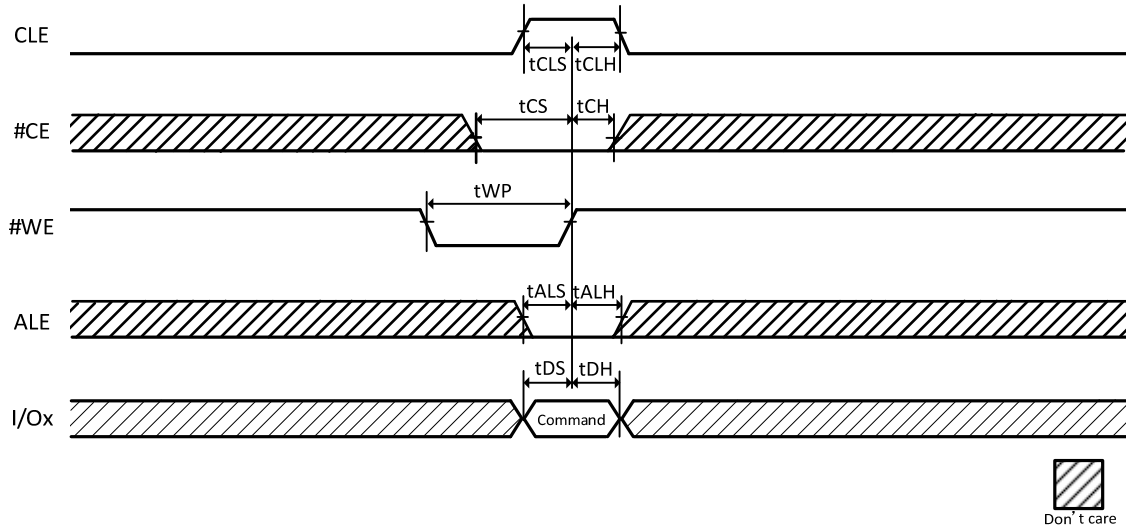 CLE
tCLS tCLH
#CE
tCS tCH
#WE
tWP
ALE
tALS tALH
I/Ox
tDS tDH
Command
Don't care